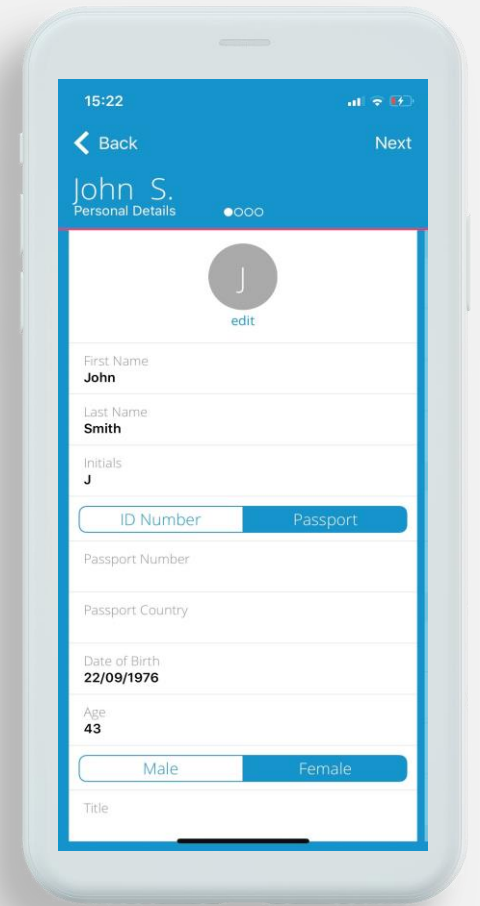 15:22
Back
Next
John S.
Personal Details
J
edit
First Name
John
Last Name
Smith
Initials
J
ID Number Passport
Passport Number
Passport Country
Date of Birth
22/09/1976
Age
43
Male Female
Title